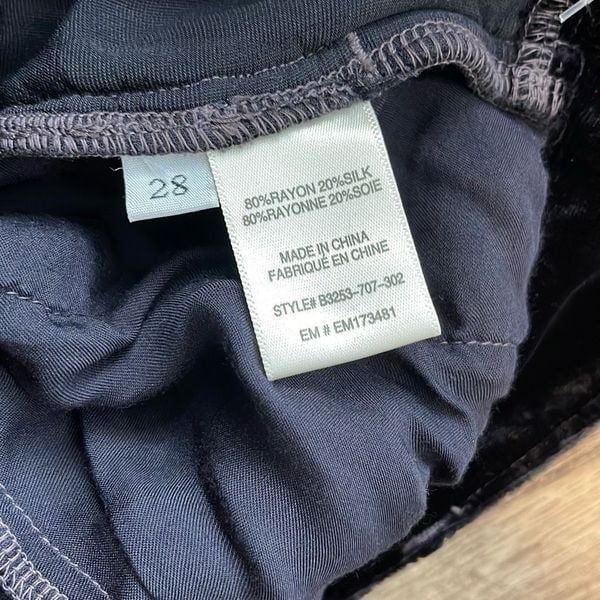 28
80%RAYON 20%SILK
80%RAYONNE 20%SOIE
MADE IN CHINA
FABRIQUÉ EN CHINE
STYLE# B3253-707-302
EM # EM173481